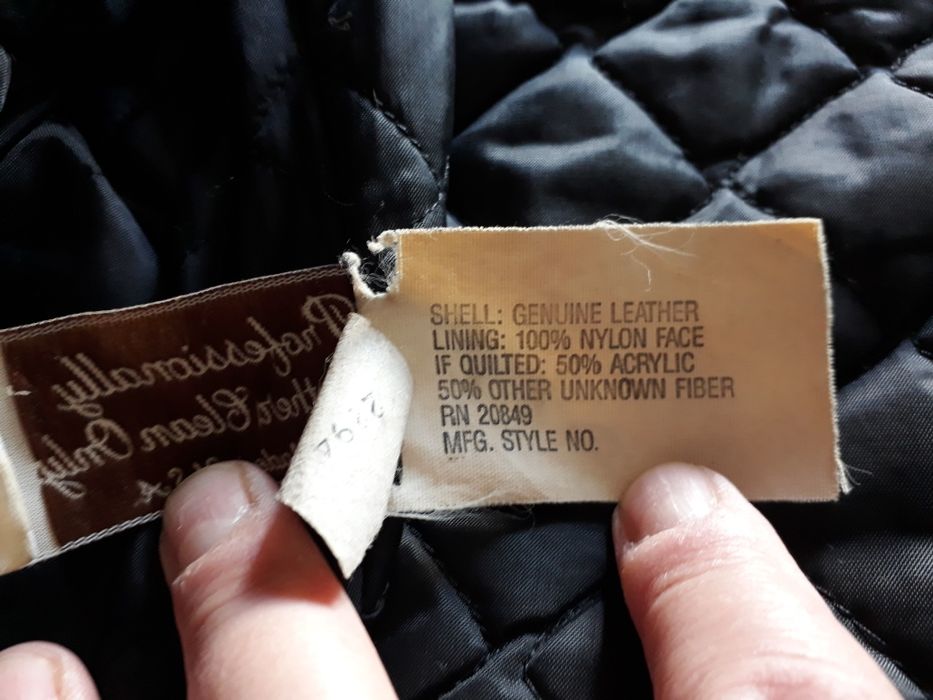 SHELL: GENUINE LEATHER
LINING: 100% NYLON FACE
IF QUILTED: 50% ACRYLIC
50% OTHER UNKNOWN FIBER
RN 20849
MFG. STYLE NO.
Professionally
Clean Only